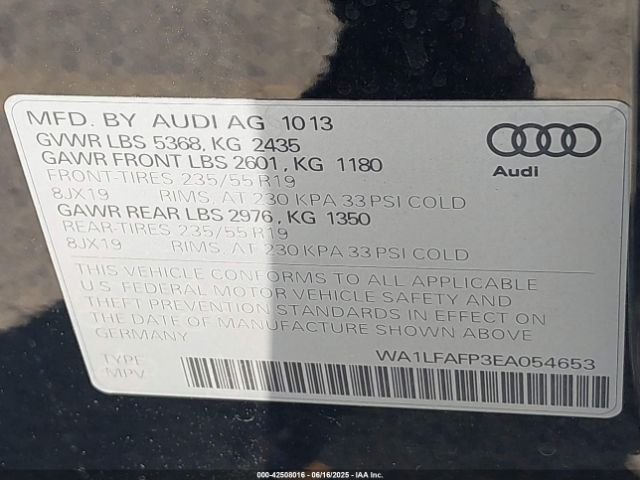 MFD. BY AUDI AG 10 13
GVWR LBS 5368, KG 2435
GAWR FRONT LBS 2601, KG 1180
FRONT-TIRES 235/55 R19
8JX19 RIMS, AT 230 KPA 33 PSI COLD
GAWR REAR LBS 2976, KG 1350
REAR-TIRES 235/55 R19
8JX19 RIMS, AT 230 KPA 33 PSI COLD
Audi
THIS VEHICLE CONFORMS TO ALL APPLICABLE
U.S. FEDERAL MOTOR VEHICLE SAFETY AND
THEFT PREVENTION STANDARDS IN EFFECT ON
THE DATE OF MANUFACTURE SHOWN ABOVE
GERMANY
TYPE
MPV
WA1LFAFP3EA054653
000-42508016 - 06/16/2025 - IAA Inc.